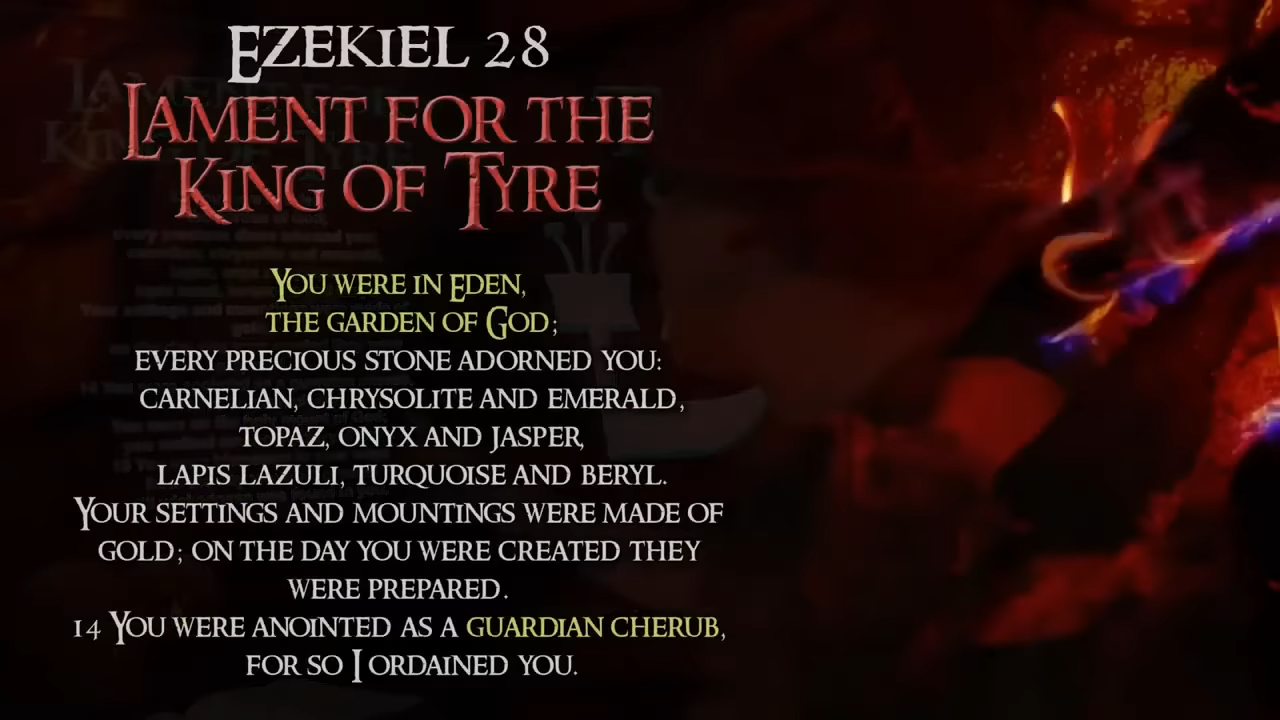 Ezekiel 28
Lament for the
King of Tyre
You were in Eden,
the garden of God;
every precious stone adorned you:
carnelian, chrysolite and emerald,
topaz, onyx and jasper,
lapis lazuli, turquoise and beryl.
Your settings and mountings were made of
gold; on the day you were created they
were prepared.
14 You were anointed as a guardian cherub,
for so I ordained you.